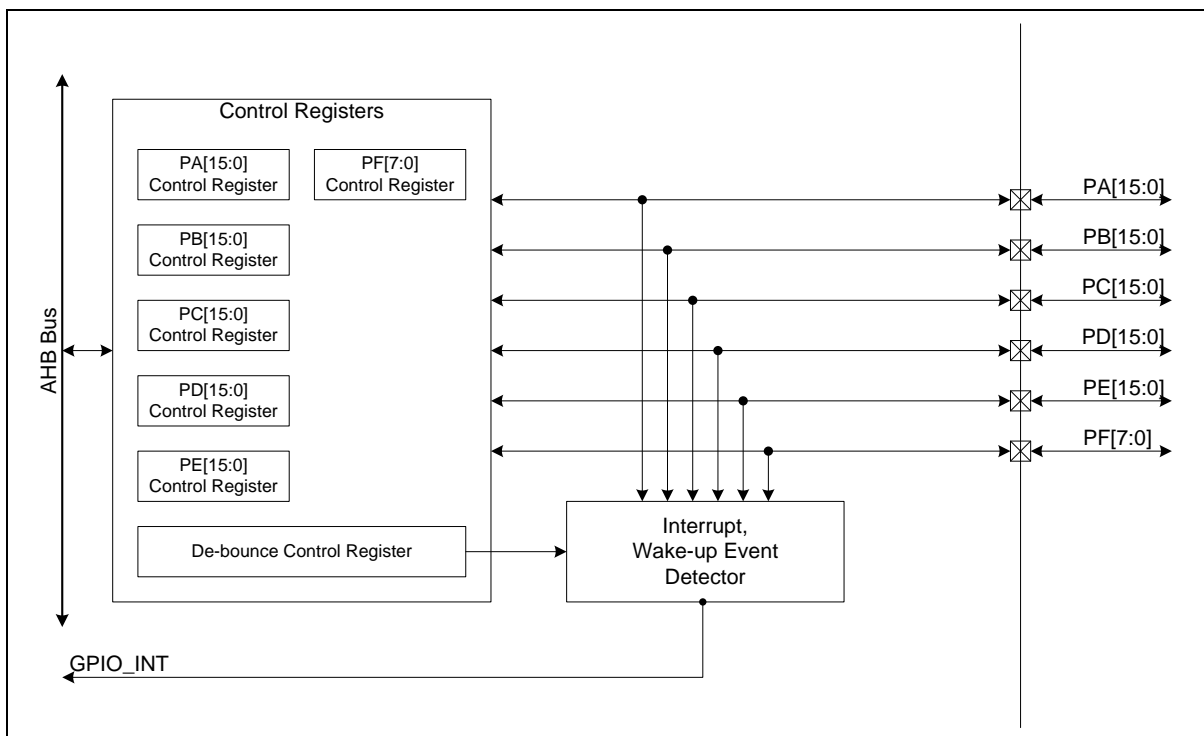 Control Registers
PA[15:0]
Control Register
PF[7:0]
Control Register
PB[15:0]
Control Register
PC[15:0]
Control Register
PD[15:0]
Control Register
PE[15:0]
Control Register
De-bounce Control Register
AHB Bus
PA[15:0]
PB[15:0]
PC[15:0]
PD[15:0]
PE[15:0]
PF[7:0]
Interrupt,
Wake-up Event
Detector
GPIO_INT